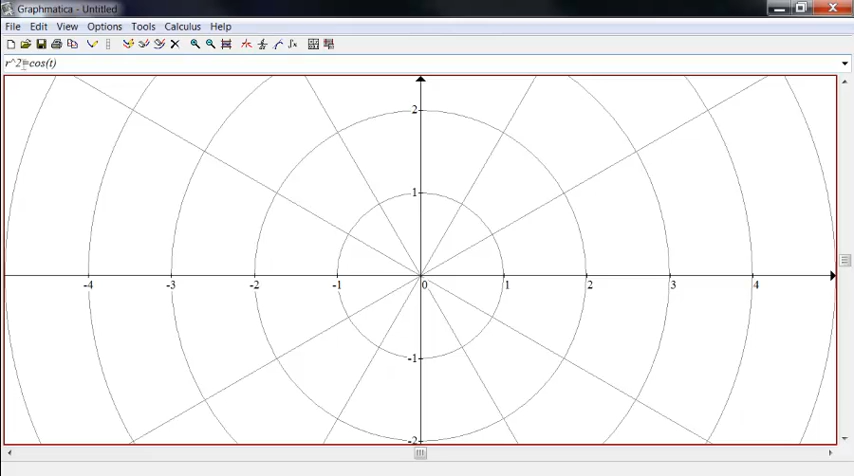 Graphmatica - Untitled
File Edit View Options Tools Calculus Help
r^2=cos(t)
2
1
-4 -3 -2 -1 0 1 2 3 4
-1
-2